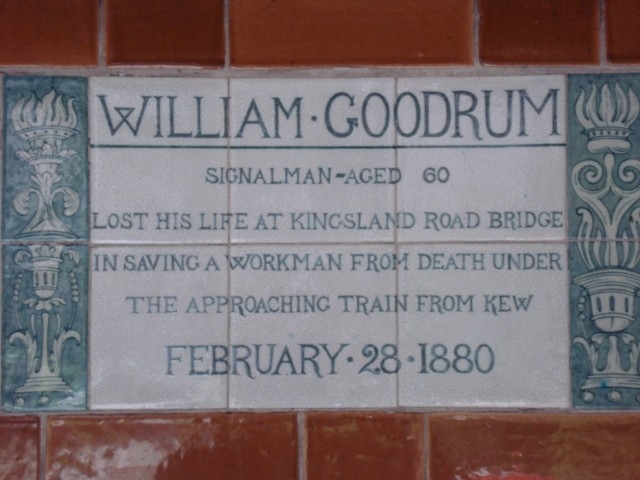 WILLIAM·GOODRUM
SIGNALMAN-AGED 60
LOST HIS LIFE AT KINGSLAND ROAD BRIDGE
IN SAVING A WORKMAN FROM DEATH UNDER
THE APPROACHING TRAIN FROM KEW
FEBRUARY·28·1880